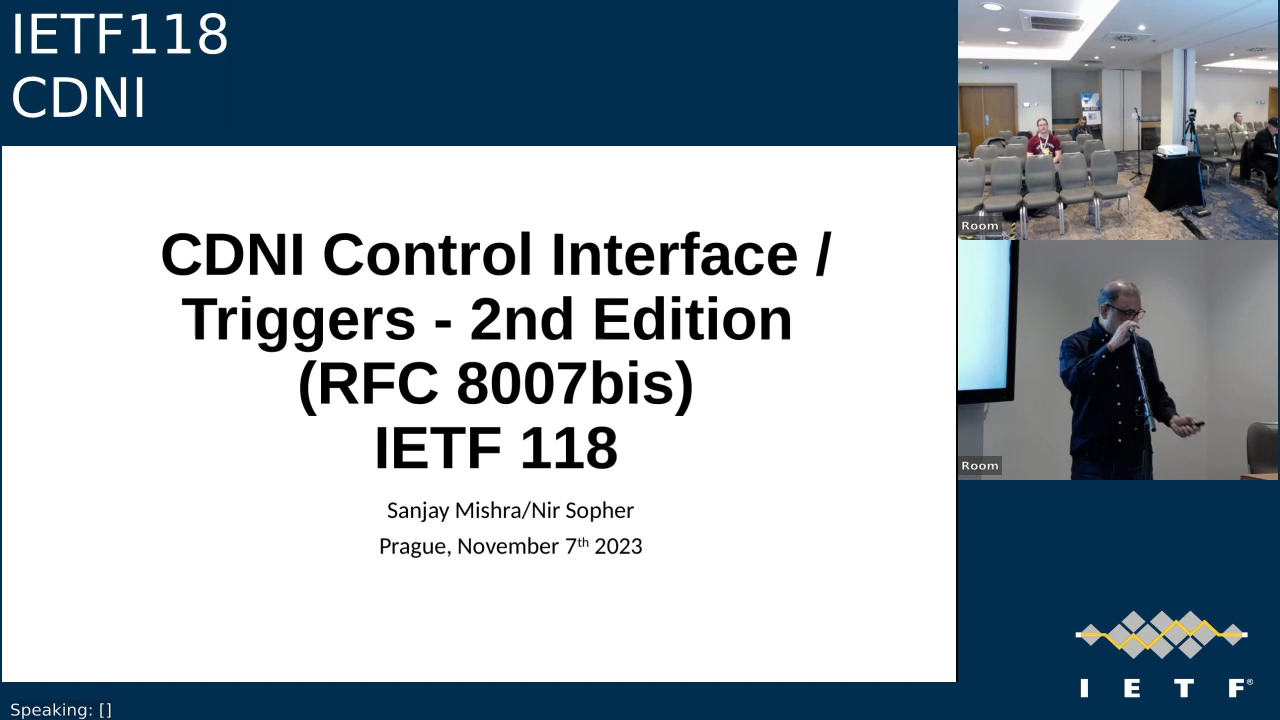 IETF118
CDNI
CDNI Control Interface /
Triggers - 2nd Edition
(RFC 8007bis)
IETF 118
Sanjay Mishra/Nir Sopher
Prague, November 7th 2023
Room
Room
I E T F®
Speaking: []